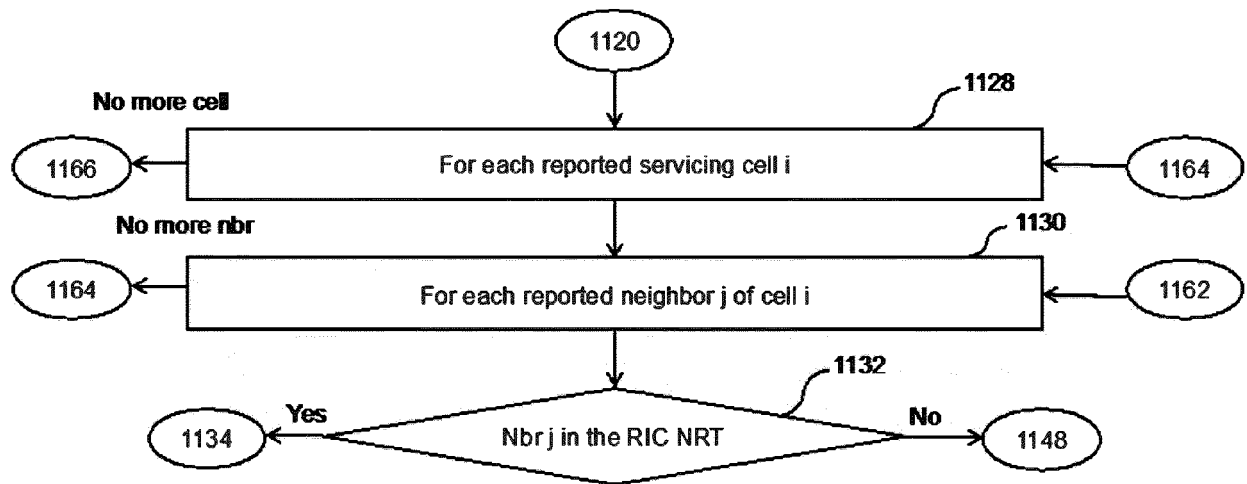 1120
No more cell
1128
1166
For each reported servicing cell i
1164
No more nbr
1130
1164
For each reported neighbor j of cell i
1162
1132
Yes
No
1134
Nbr j in the RIC NRT
1148